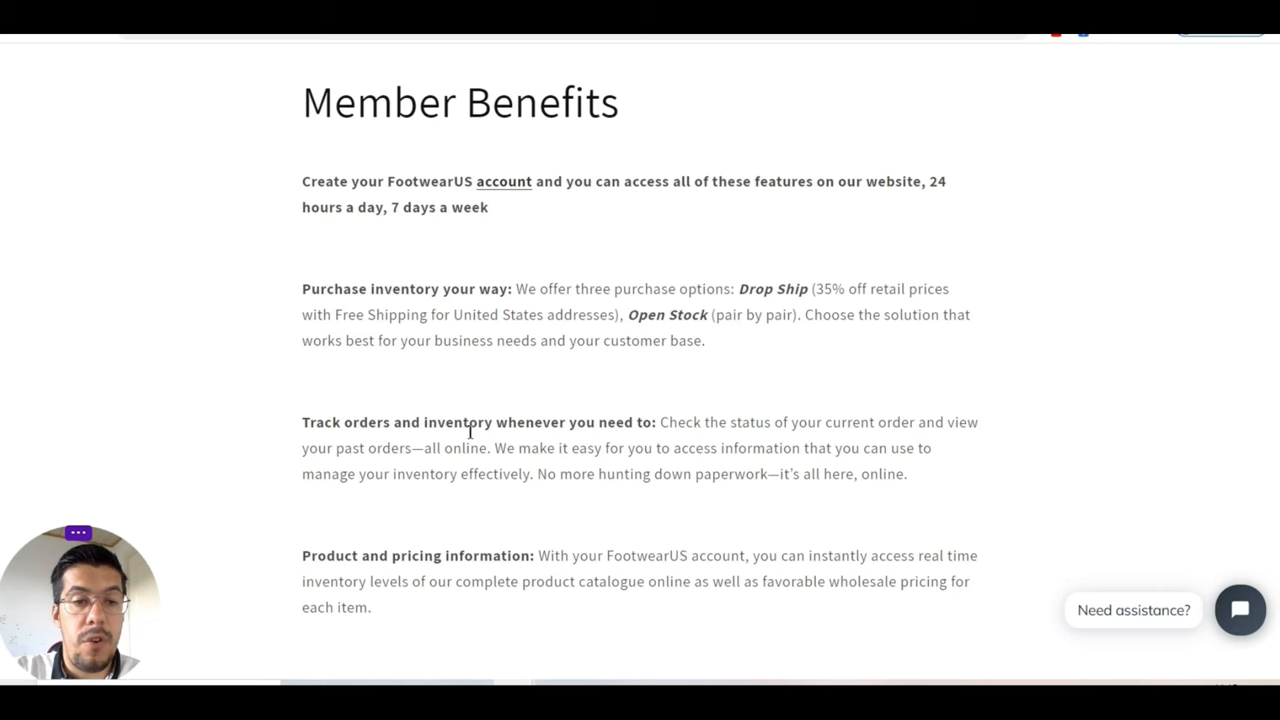 Member Benefits
Create your FootwearUS account and you can access all of these features on our website, 24
hours a day, 7 days a week
Purchase inventory your way: We offer three purchase options: Drop Ship (35% off retail prices
with Free Shipping for United States addresses), Open Stock (pair by pair). Choose the solution that
works best for your business needs and your customer base.
Track orders and inventory whenever you need to: Check the status of your current order and view
your past orders—all online. We make it easy for you to access information that you can use to
manage your inventory effectively. No more hunting down paperwork—it’s all here, online.
Product and pricing information: With your FootwearUS account, you can instantly access real time
inventory levels of our complete product catalogue online as well as favorable wholesale pricing for
each item.
Need assistance?